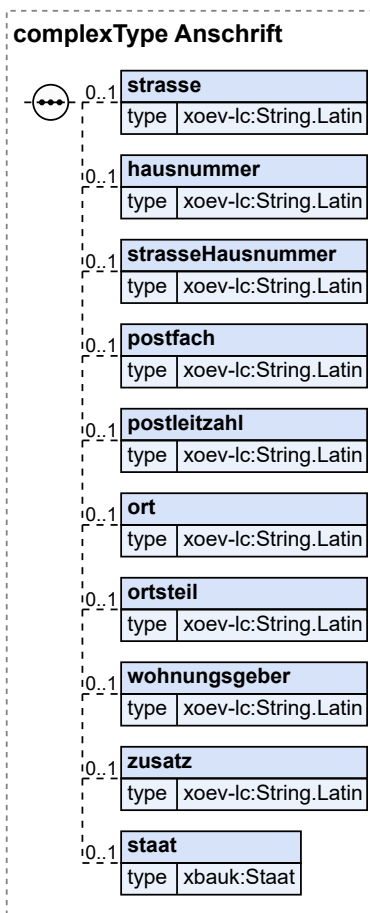 complexType Anschrift
0..1 strasse
type xoev-lc:String.Latin
0..1 hausnummer
type xoev-lc:String.Latin
0..1 strasseHausnummer
type xoev-lc:String.Latin
0..1 postfach
type xoev-lc:String.Latin
0..1 postleitzahl
type xoev-lc:String.Latin
0..1 ort
type xoev-lc:String.Latin
0..1 ortsteil
type xoev-lc:String.Latin
0..1 wohnungsgeber
type xoev-lc:String.Latin
0..1 zusatz
type xoev-lc:String.Latin
0..1 staat
type xbauk:Staat